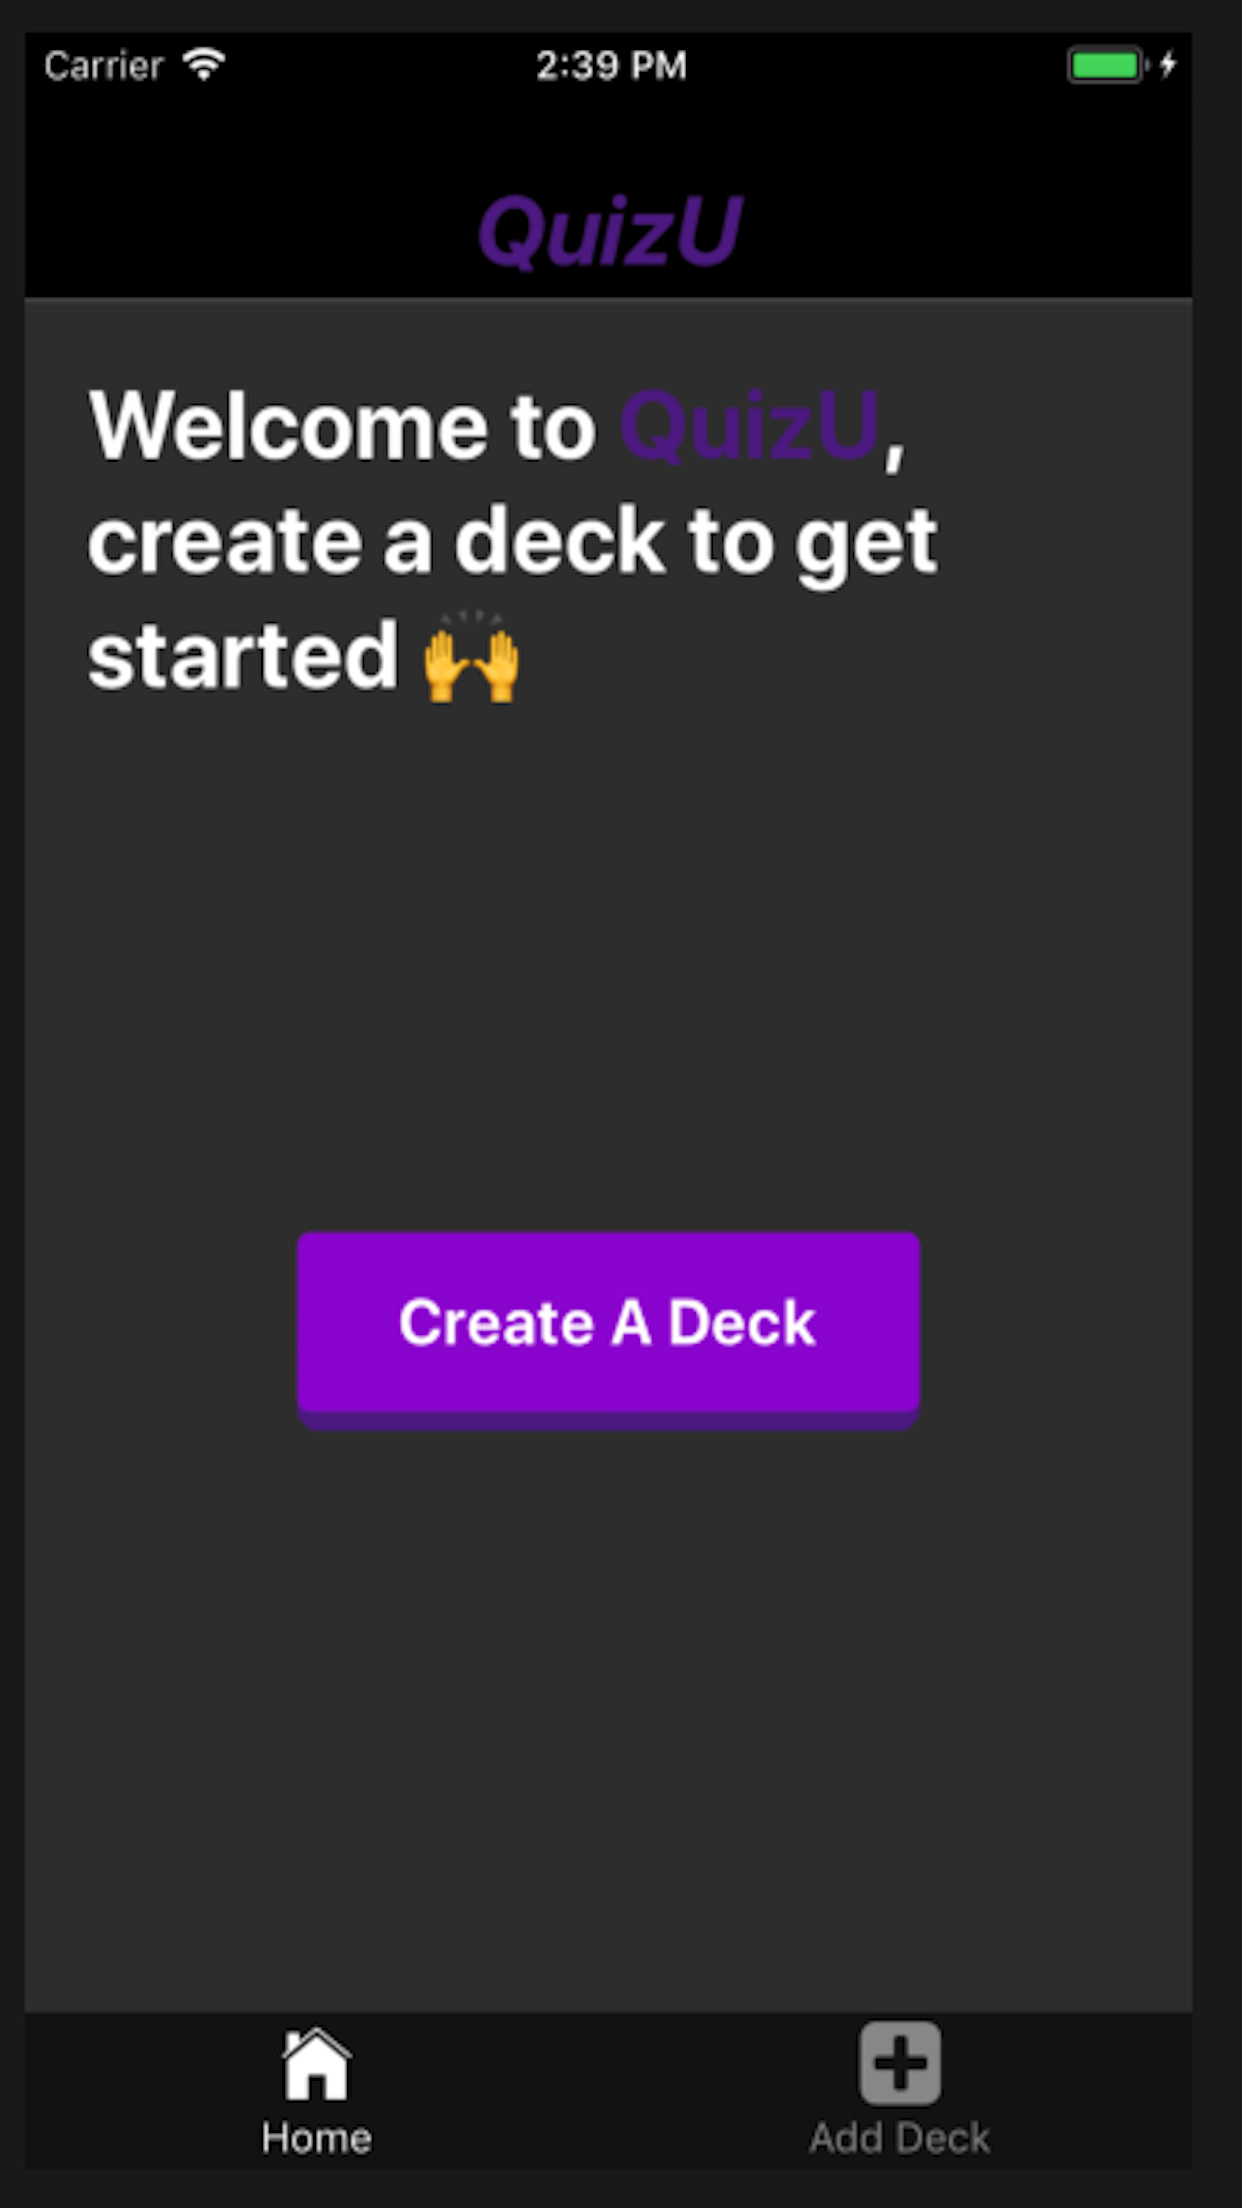 Carrier 2:39 PM
QuizU
Welcome to QuizU,
create a deck to get
started 🙌
Create A Deck
Home Add Deck